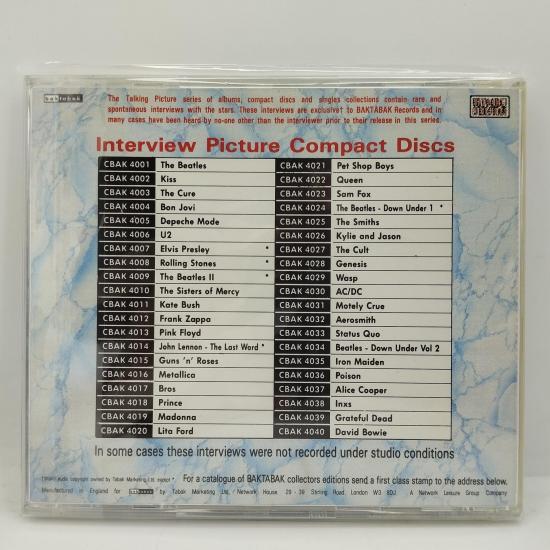 baktabak
The Talking Picture series of albums, compact discs and singles collections contain rare and
spontaneous interviews with the stars. These interviews are exclusivet to BAKTABAK Records and in
many cases have been heard by no-one other than the interviewer prior to their release in this series.
Interview Picture Compact Discs
CBAK 4001 The Beatles
CBAK 4002 Kiss
CBAK 4003 The Cure
CBAK 4004 Bon Jovi
CBAK 4005 Depeche Mode
CBAK 4006 U2
CBAK 4007 Elvis Presley *
CBAK 4008 Rolling Stones *
CBAK 4009 The Beatles II *
CBAK 4010 The Sisters of Mercy
CBAK 4011 Kate Bush
CBAK 4012 Frank Zappa
CBAK 4013 Pink Floyd
CBAK 4014 John Lennon - The Last Word *
CBAK 4015 Guns 'n' Roses
CBAK 4016 Metallica
CBAK 4017 Bros
CBAK 4018 Prince
CBAK 4019 Madonna
CBAK 4020 Lita Ford
CBAK 4021 Pet Shop Boys
CBAK 4022 Queen
CBAK 4023 Sam Fox
CBAK 4024 The Beatles - Down Under 1 *
CBAK 4025 The Smiths
CBAK 4026 Kylie and Jason
CBAK 4027 The Cult
CBAK 4028 Genesis
CBAK 4029 Wasp
CBAK 4030 AC/DC
CBAK 4031 Motely Crue
CBAK 4032 Aerosmith
CBAK 4033 Status Quo
CBAK 4034 Beatles - Down Under Vol 2
CBAK 4035 Iron Maiden
CBAK 4036 Poison
CBAK 4037 Alice Cooper
CBAK 4038 Inxs
CBAK 4039 Grateful Dead
CBAK 4040 David Bowie
In some cases these interviews were not recorded under studio conditions
audio copyright owned by Tabak Marketing Ltd. except * For a catalogue of BAKTABAK collectors editions send a first class stamp to the address below.
Manufactured in England for baktabak by Tabak Marketing Ltd. / Network House 29 - 39 Stirling Road London W3 8DJ A Network Leisure Group Company